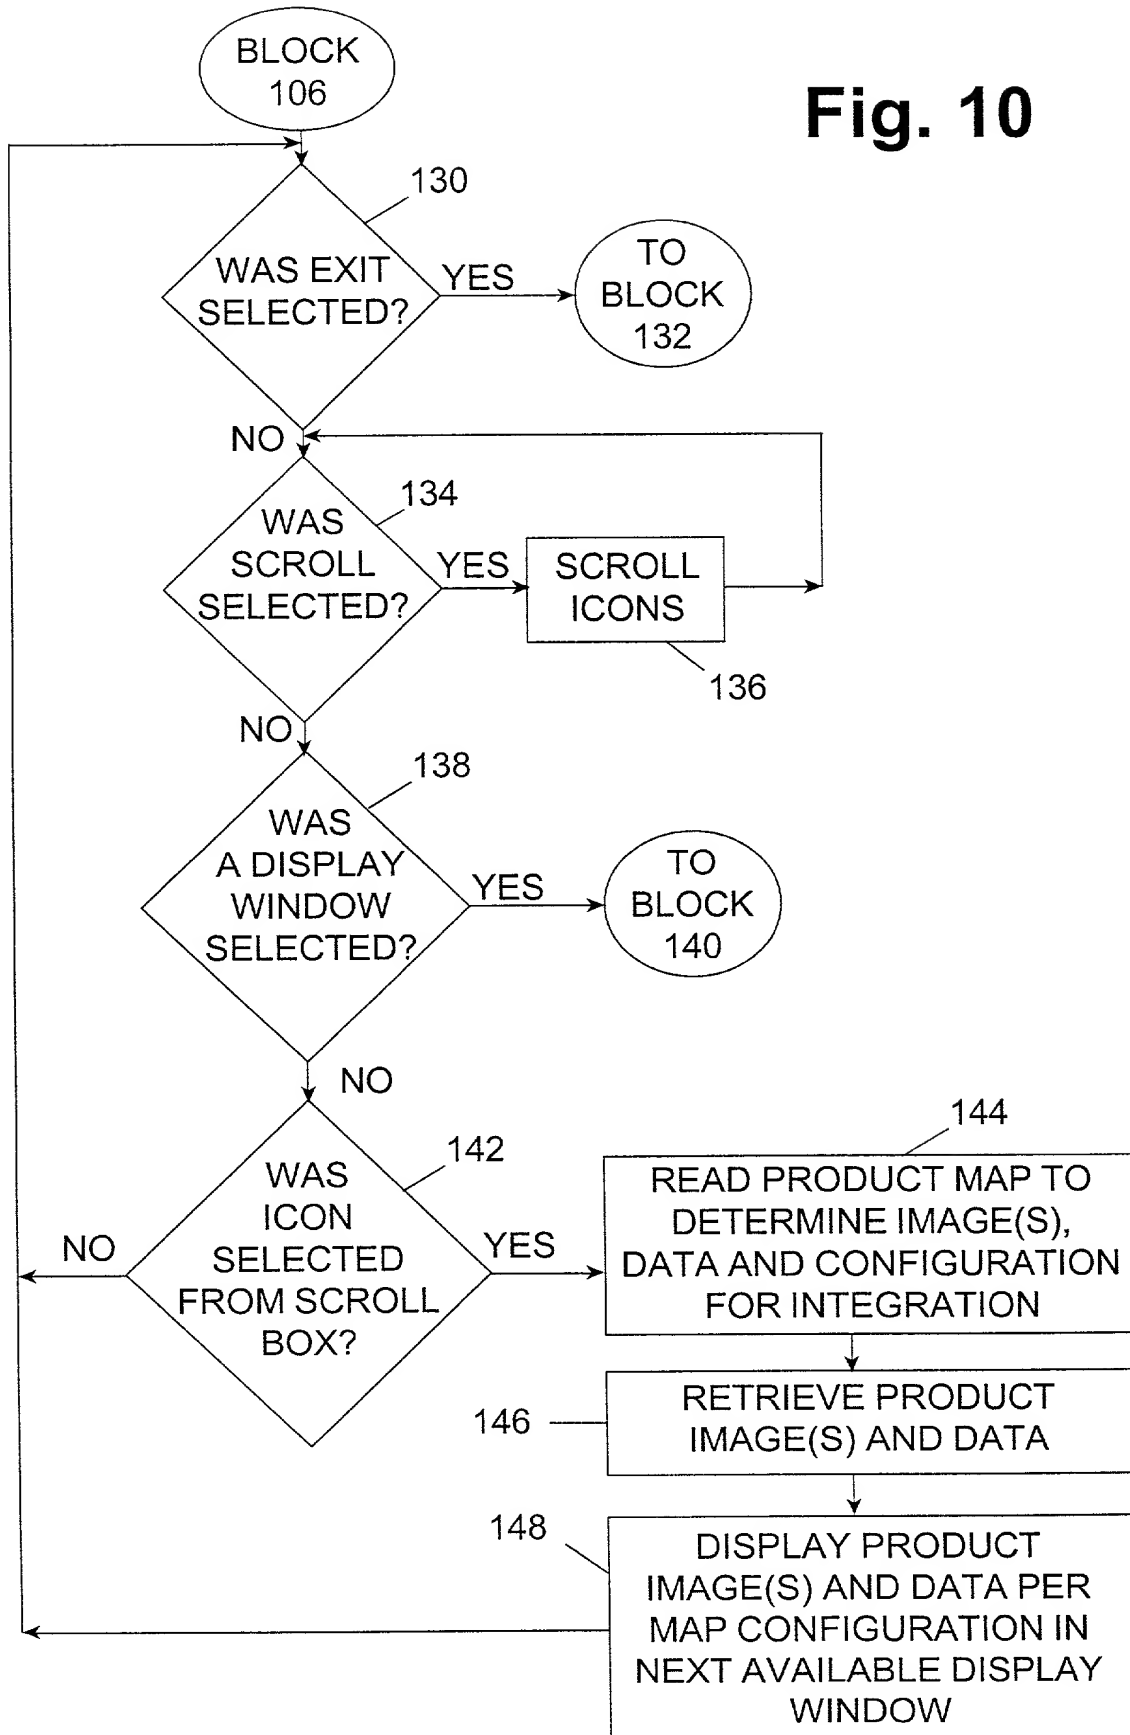 BLOCK
106
Fig. 10
130
WAS EXIT
SELECTED?
YES
TO
BLOCK
132
NO
134
WAS
SCROLL
SELECTED?
YES
SCROLL
ICONS
136
NO
138
WAS
A DISPLAY
WINDOW
SELECTED?
YES
TO
BLOCK
140
NO
142
WAS
ICON
SELECTED
FROM SCROLL
BOX?
NO
YES
144
READ PRODUCT MAP TO
DETERMINE IMAGE(S),
DATA AND CONFIGURATION
FOR INTEGRATION
146
RETRIEVE PRODUCT
IMAGE(S) AND DATA
148
DISPLAY PRODUCT
IMAGE(S) AND DATA PER
MAP CONFIGURATION IN
NEXT AVAILABLE DISPLAY
WINDOW